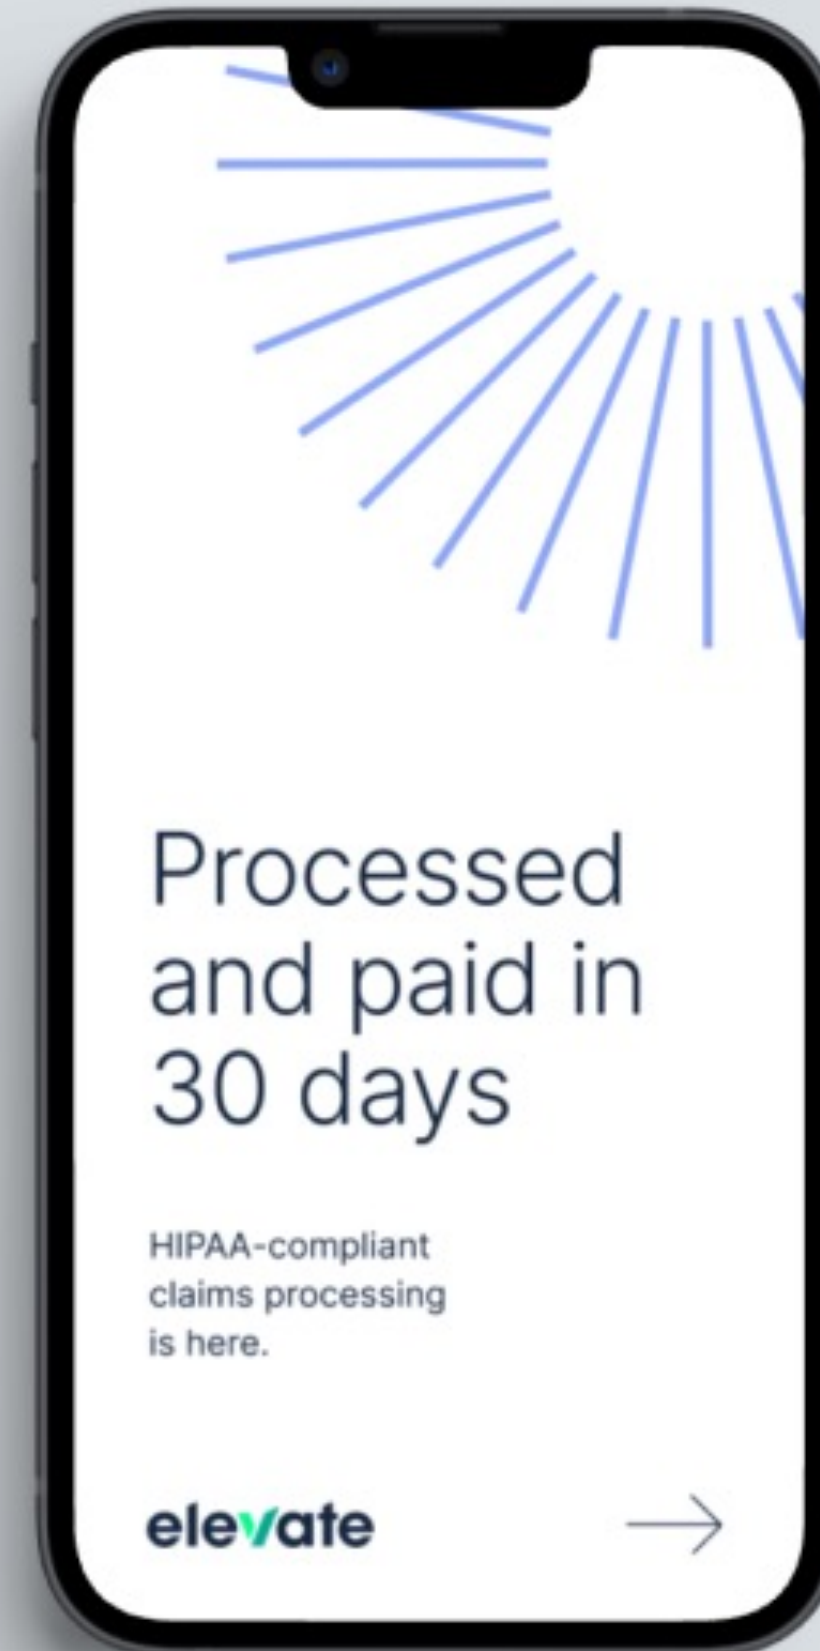 Processed
and paid in
30 days
HIPAA-compliant
claims processing
is here.
elevate